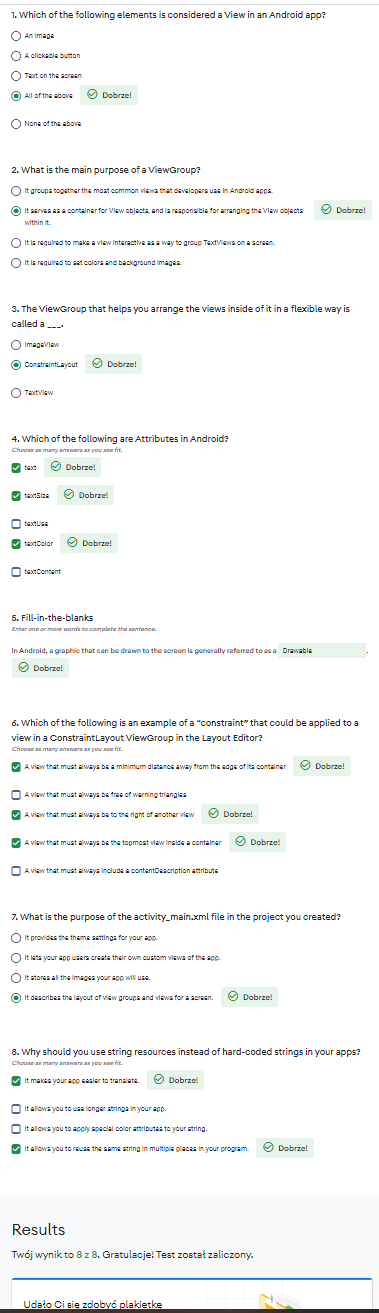 1. Which of the following elements is considered a View in an Android app?
An image
A clickable button
Text on the screen
All of the above Dobrze!
None of the above
2. What is the main purpose of a ViewGroup?
It groups together the most common views that developers use in Android apps.
It serves as a container for View objects, and is responsible for arranging the View objects Dobrze!
within it.
It is required to make a view interactive as a way to group TextViews on a screen.
It is required to set colors and background images.
3. The ViewGroup that helps you arrange the views inside of it in a flexible way is
called a ___.
ImageView
ConstraintLayout Dobrze!
TextView
4. Which of the following are Attributes in Android?
Choose as many answers as you see fit.
text Dobrze!
textSize Dobrze!
textUse
textColor Dobrze!
textContent
5. Fill-in-the-blanks
Enter one or more words to complete the sentence.
In Android, a graphic that can be drawn to the screen is generally referred to as a Drawable .
Dobrze!
6. Which of the following is an example of a “constraint” that could be applied to a
view in a ConstraintLayout ViewGroup in the Layout Editor?
Choose as many answers as you see fit.
A view that must always be a minimum distance away from the edge of its container Dobrze!
A view that must always be free of warning triangles
A view that must always be to the right of another view Dobrze!
A view that must always be the topmost view inside a container Dobrze!
A view that must always include a contentDescription attribute
7. What is the purpose of the activity_main.xml file in the project you created?
It provides the theme settings for your app.
It lets your app users create their own custom views of the app.
It stores all the images your app will use.
It describes the layout of view groups and views for a screen. Dobrze!
8. Why should you use string resources instead of hard-coded strings in your apps?
Choose as many answers as you see fit.
It makes your app easier to translate. Dobrze!
It allows you to use longer strings in your app.
It allows you to apply special color attributes to your string.
It allows you to reuse the same string in multiple places in your program. Dobrze!
Results
Twój wynik to 8 z 8. Gratulacje! Test został zaliczony.
Udało Ci się zdobyć plakietkę